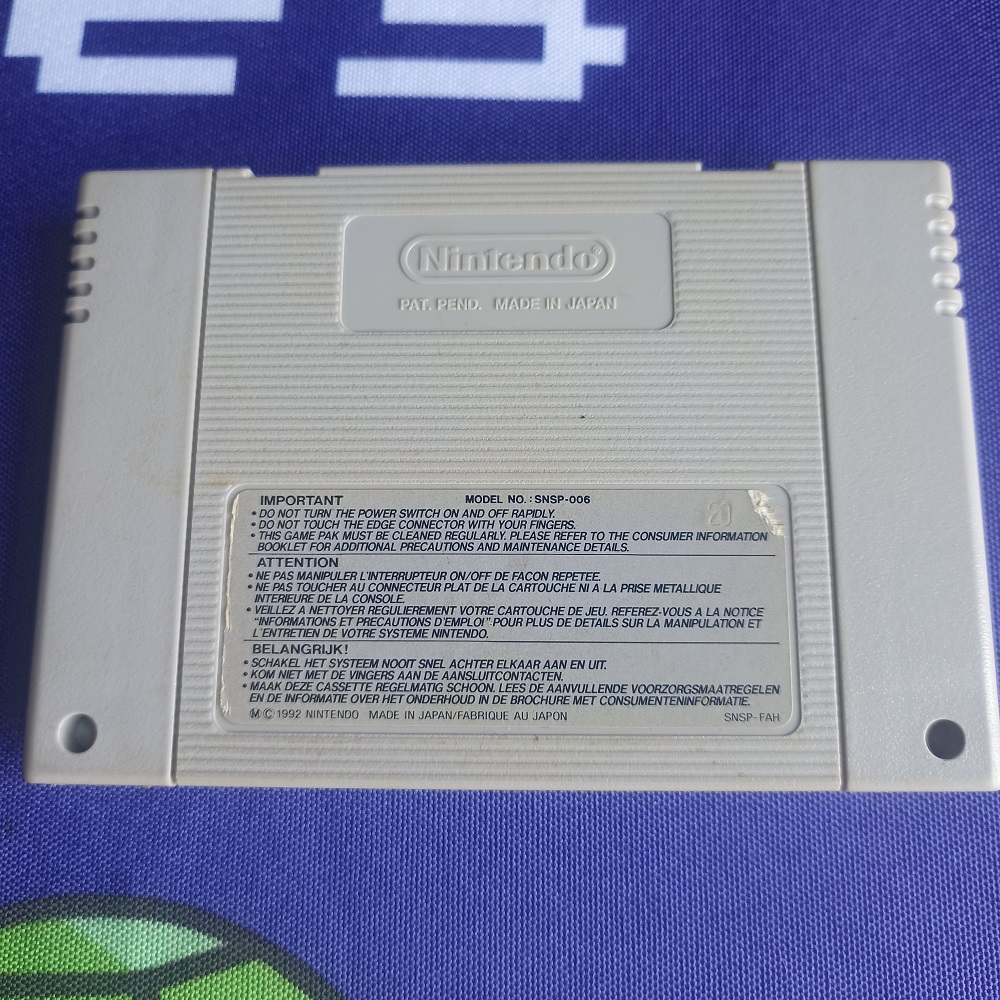 ES
Nintendo®
PAT. PEND. MADE IN JAPAN
IMPORTANT MODEL NO. : SNSP-006
21
• DO NOT TURN THE POWER SWITCH ON AND OFF RAPIDLY.
• DO NOT TOUCH THE EDGE CONNECTOR WITH YOUR FINGERS.
• THIS GAME PAK MUST BE CLEANED REGULARLY. PLEASE REFER TO THE CONSUMER INFORMATION
BOOKLET FOR ADDITIONAL PRECAUTIONS AND MAINTENANCE DETAILS.
ATTENTION
• NE PAS MANIPULER L'INTERRUPTEUR ON/OFF DE FACON REPETEE.
• NE PAS TOUCHER AU CONNECTEUR PLAT DE LA CARTOUCHE NI A LA PRISE METALLIQUE
INTERIEURE DE LA CONSOLE.
• VEILLEZ A NETTOYER REGULIEREMENT VOTRE CARTOUCHE DE JEU. REFEREZ-VOUS A LA NOTICE
"INFORMATIONS ET PRECAUTIONS D'EMPLOI" POUR PLUS DE DETAILS SUR LA MANIPULATION ET
L'ENTRETIEN DE VOTRE SYSTEME NINTENDO.
BELANGRIJK!
• SCHAKEL HET SYSTEEM NOOIT SNEL ACHTER ELKAAR AAN EN UIT.
• KOM NIET MET DE VINGERS AAN DE AANSLUITCONTACTEN.
• MAAK DEZE CASSETTE REGELMATIG SCHOON. LEES DE AANVULLENDE VOORZORGSMAATREGELEN
EN DE INFORMATIE OVER HET ONDERHOUD IN DE BROCHURE MET CONSUMENTENINFORMATIE.
Ⓜ © 1992 NINTENDO MADE IN JAPAN/FABRIQUE AU JAPON SNSP-FAH